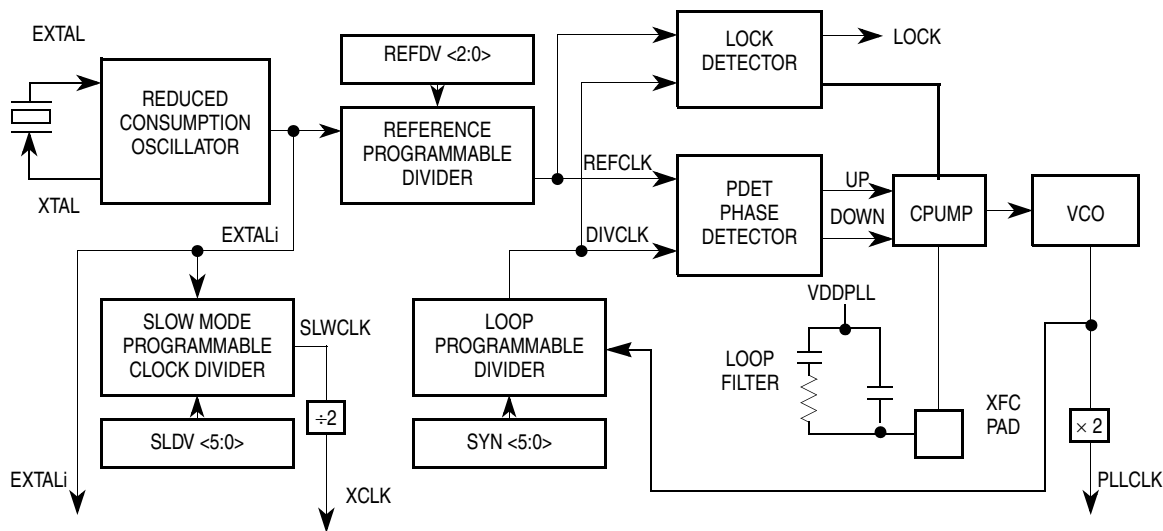 EXTAL
REDUCED
CONSUMPTION
OSCILLATOR
XTAL
REFDV <2:0>
REFERENCE
PROGRAMMABLE
DIVIDER
LOCK
DETECTOR
LOCK
REFCLK
DIVCLK
PDET
PHASE
DETECTOR
UP
DOWN
CPUMP
VCO
EXTALi
SLOW MODE
PROGRAMMABLE
CLOCK DIVIDER
SLWCLK
÷2
SLDV <5:0>
EXTALi
XCLK
LOOP
PROGRAMMABLE
DIVIDER
SYN <5:0>
VDDPLL
LOOP
FILTER
XFC
PAD
× 2
PLLCLK